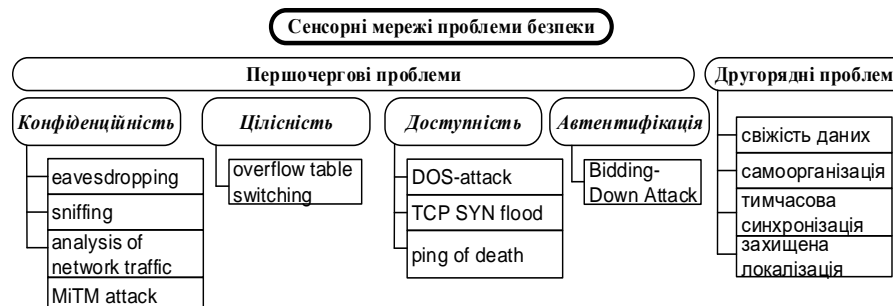 Сенсорні мережі проблеми безпеки
Першочергові проблеми
Другорядні проблем
Конфіденційність
Цілісність
Доступність
Автентифікація
eavesdropping
sniffing
analysis of
network traffic
MiTM attack
overflow table
switching
DOS-attack
TCP SYN flood
ping of death
Bidding-
Down Attack
свіжість даних
самоорганізація
тимчасова
синхронізація
захищена
локалізація